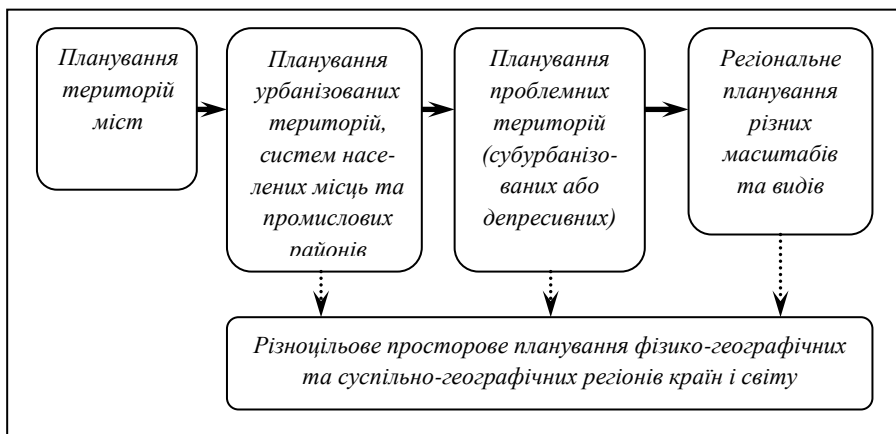 Планування
територій
міст
Планування
урбанізованих
територій,
систем насе-
лених місць та
промислових
районів
Планування
проблемних
територій
(субурбанізо-
ваних або
депресивних)
Регіональне
планування
різних
масштабів
та видів
Різноцільове просторове планування фізико-географічних
та суспільно-географічних регіонів країн і світу